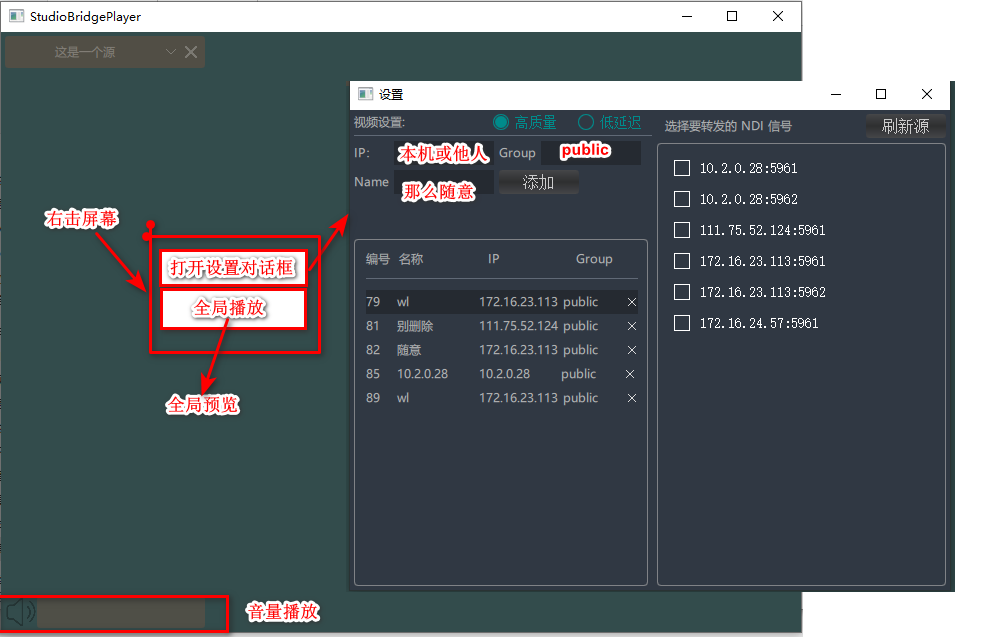 StudioBridgePlayer
这是一个源
右击屏幕
打开设置对话框
全局播放
全局预览
音量播放
设置
视频设置:
高质量
低延迟
IP:
本机或他人
Group
public
Name
那么随意
添加
编号 名称 IP Group
79 wl 172.16.23.113 public
81 别删除 111.75.52.124 public
82 随意 172.16.23.113 public
85 10.2.0.28 10.2.0.28 public
89 wl 172.16.23.113 public
选择要转发的 NDI 信号
刷新源
10.2.0.28:5961
10.2.0.28:5962
111.75.52.124:5961
172.16.23.113:5961
172.16.23.113:5962
172.16.24.57:5961